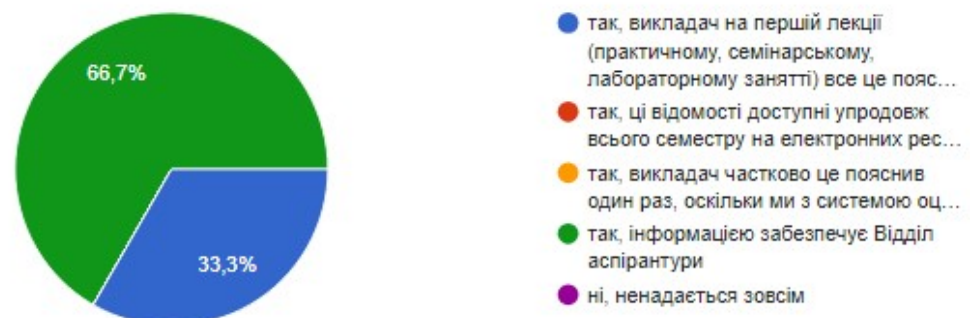 66,7%
33,3%
так, викладач на першій лекції
(практичному, семінарському,
лабораторному занятті) все це пояс…
так, ці відомості доступні упродовж
всього семестру на електронних рес…
так, викладач частково це пояснив
один раз, оскільки ми з системою оц…
так, інформацією забезпечує Відділ
аспірантури
ні, ненадається зовсім